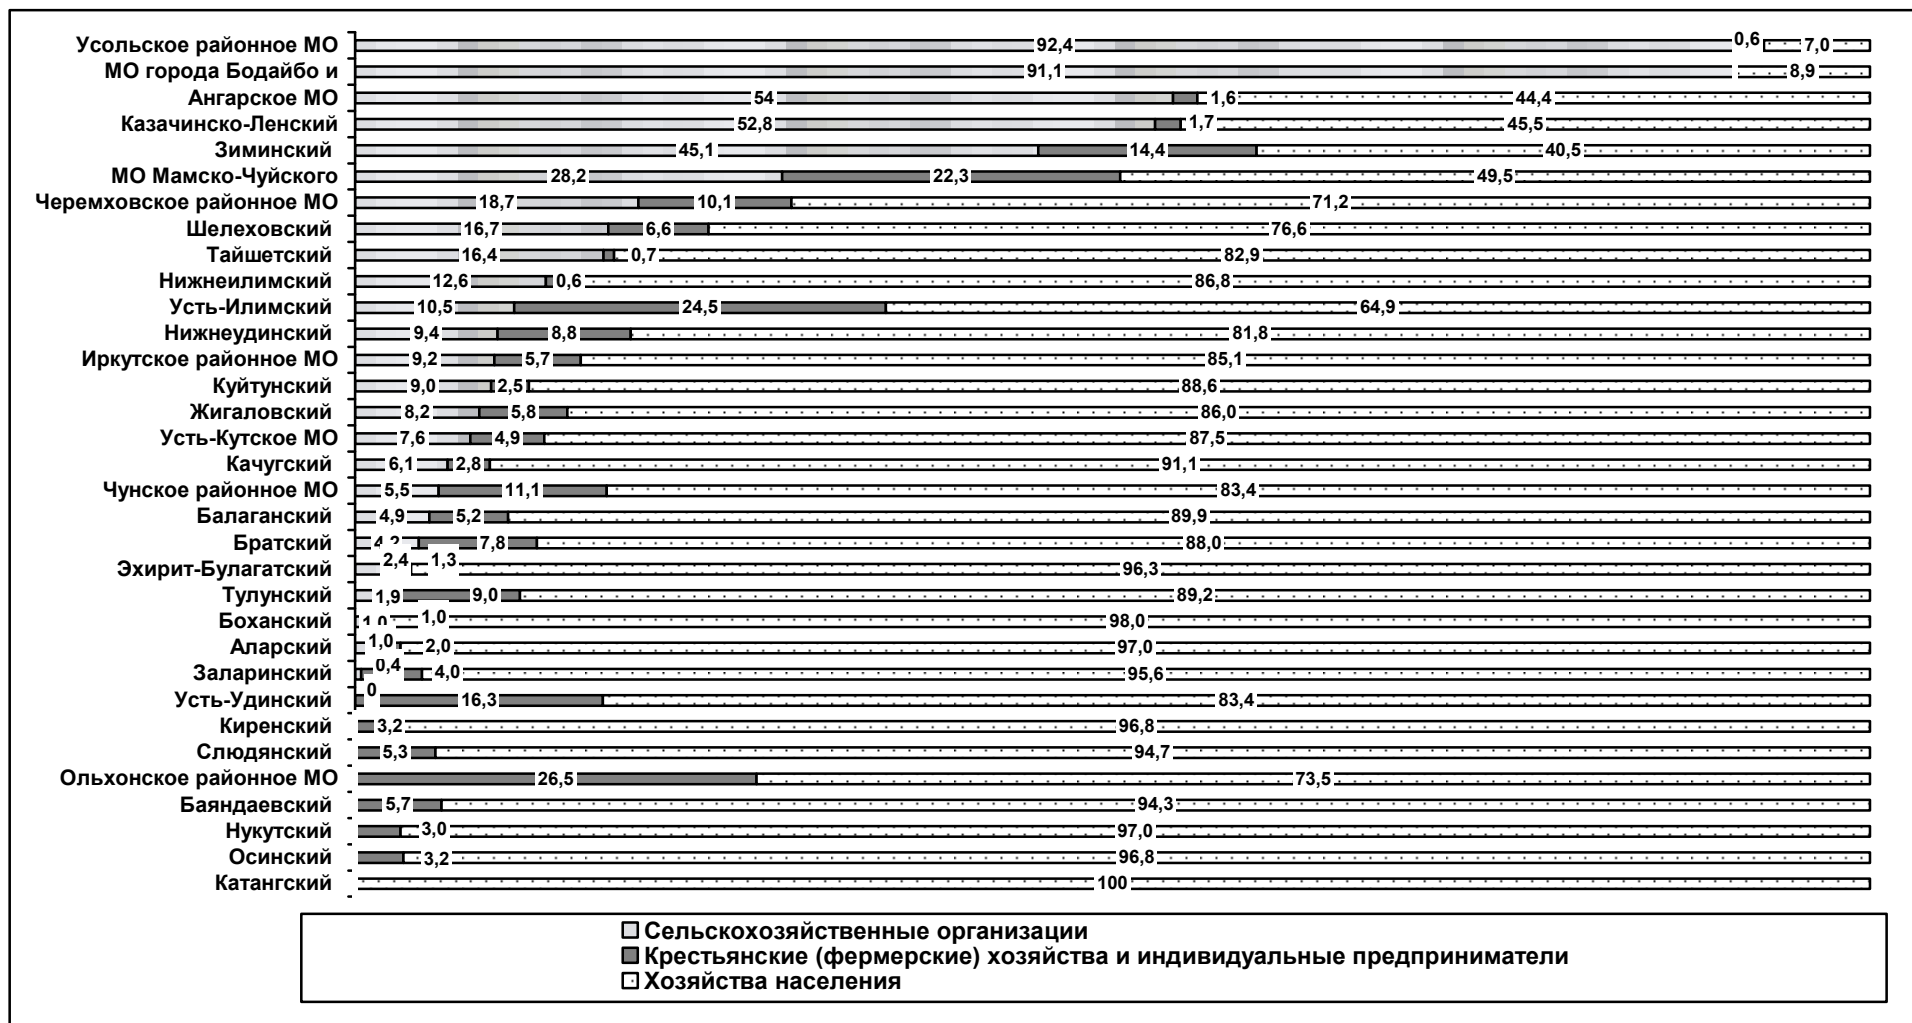 Усольское районное МО 92,4 0,6 7,0
МО города Бодайбо и 91,1 8,9
Ангарское МО 54 1,6 44,4
Казачинско-Ленский 52,8 1,7 45,5
Зиминский 45,1 14,4 40,5
МО Мамско-Чуйского 28,2 22,3 49,5
Черемховское районное МО 18,7 10,1 71,2
Шелеховский 16,7 6,6 76,6
Тайшетский 16,4 0,7 82,9
Нижнеилимский 12,6 0,6 86,8
Усть-Илимский 10,5 24,5 64,9
Нижнеудинский 9,4 8,8 81,8
Иркутское районное МО 9,2 5,7 85,1
Куйтунский 9,0 2,5 88,6
Жигаловский 8,2 5,8 86,0
Усть-Кутское МО 7,6 4,9 87,5
Качугский 6,1 2,8 91,1
Чунское районное МО 5,5 11,1 83,4
Балаганский 4,9 5,2 89,9
Братский 4,2 7,8 88,0
Эхирит-Булагатский 2,4 1,3 96,3
Тулунский 1,9 9,0 89,2
Боханский 1,0 1,0 98,0
Аларский 1,0 2,0 97,0
Заларинский 0,4 4,0 95,6
Усть-Удинский 0 16,3 83,4
Киренский 3,2 96,8
Слюдянский 5,3 94,7
Ольхонское районное МО 26,5 73,5
Баяндаевский 5,7 94,3
Нукутский 3,0 97,0
Осинский 3,2 96,8
Катангский 100
Сельскохозяйственные организации
Крестьянские (фермерские) хозяйства и индивидуальные предприниматели
Хозяйства населения